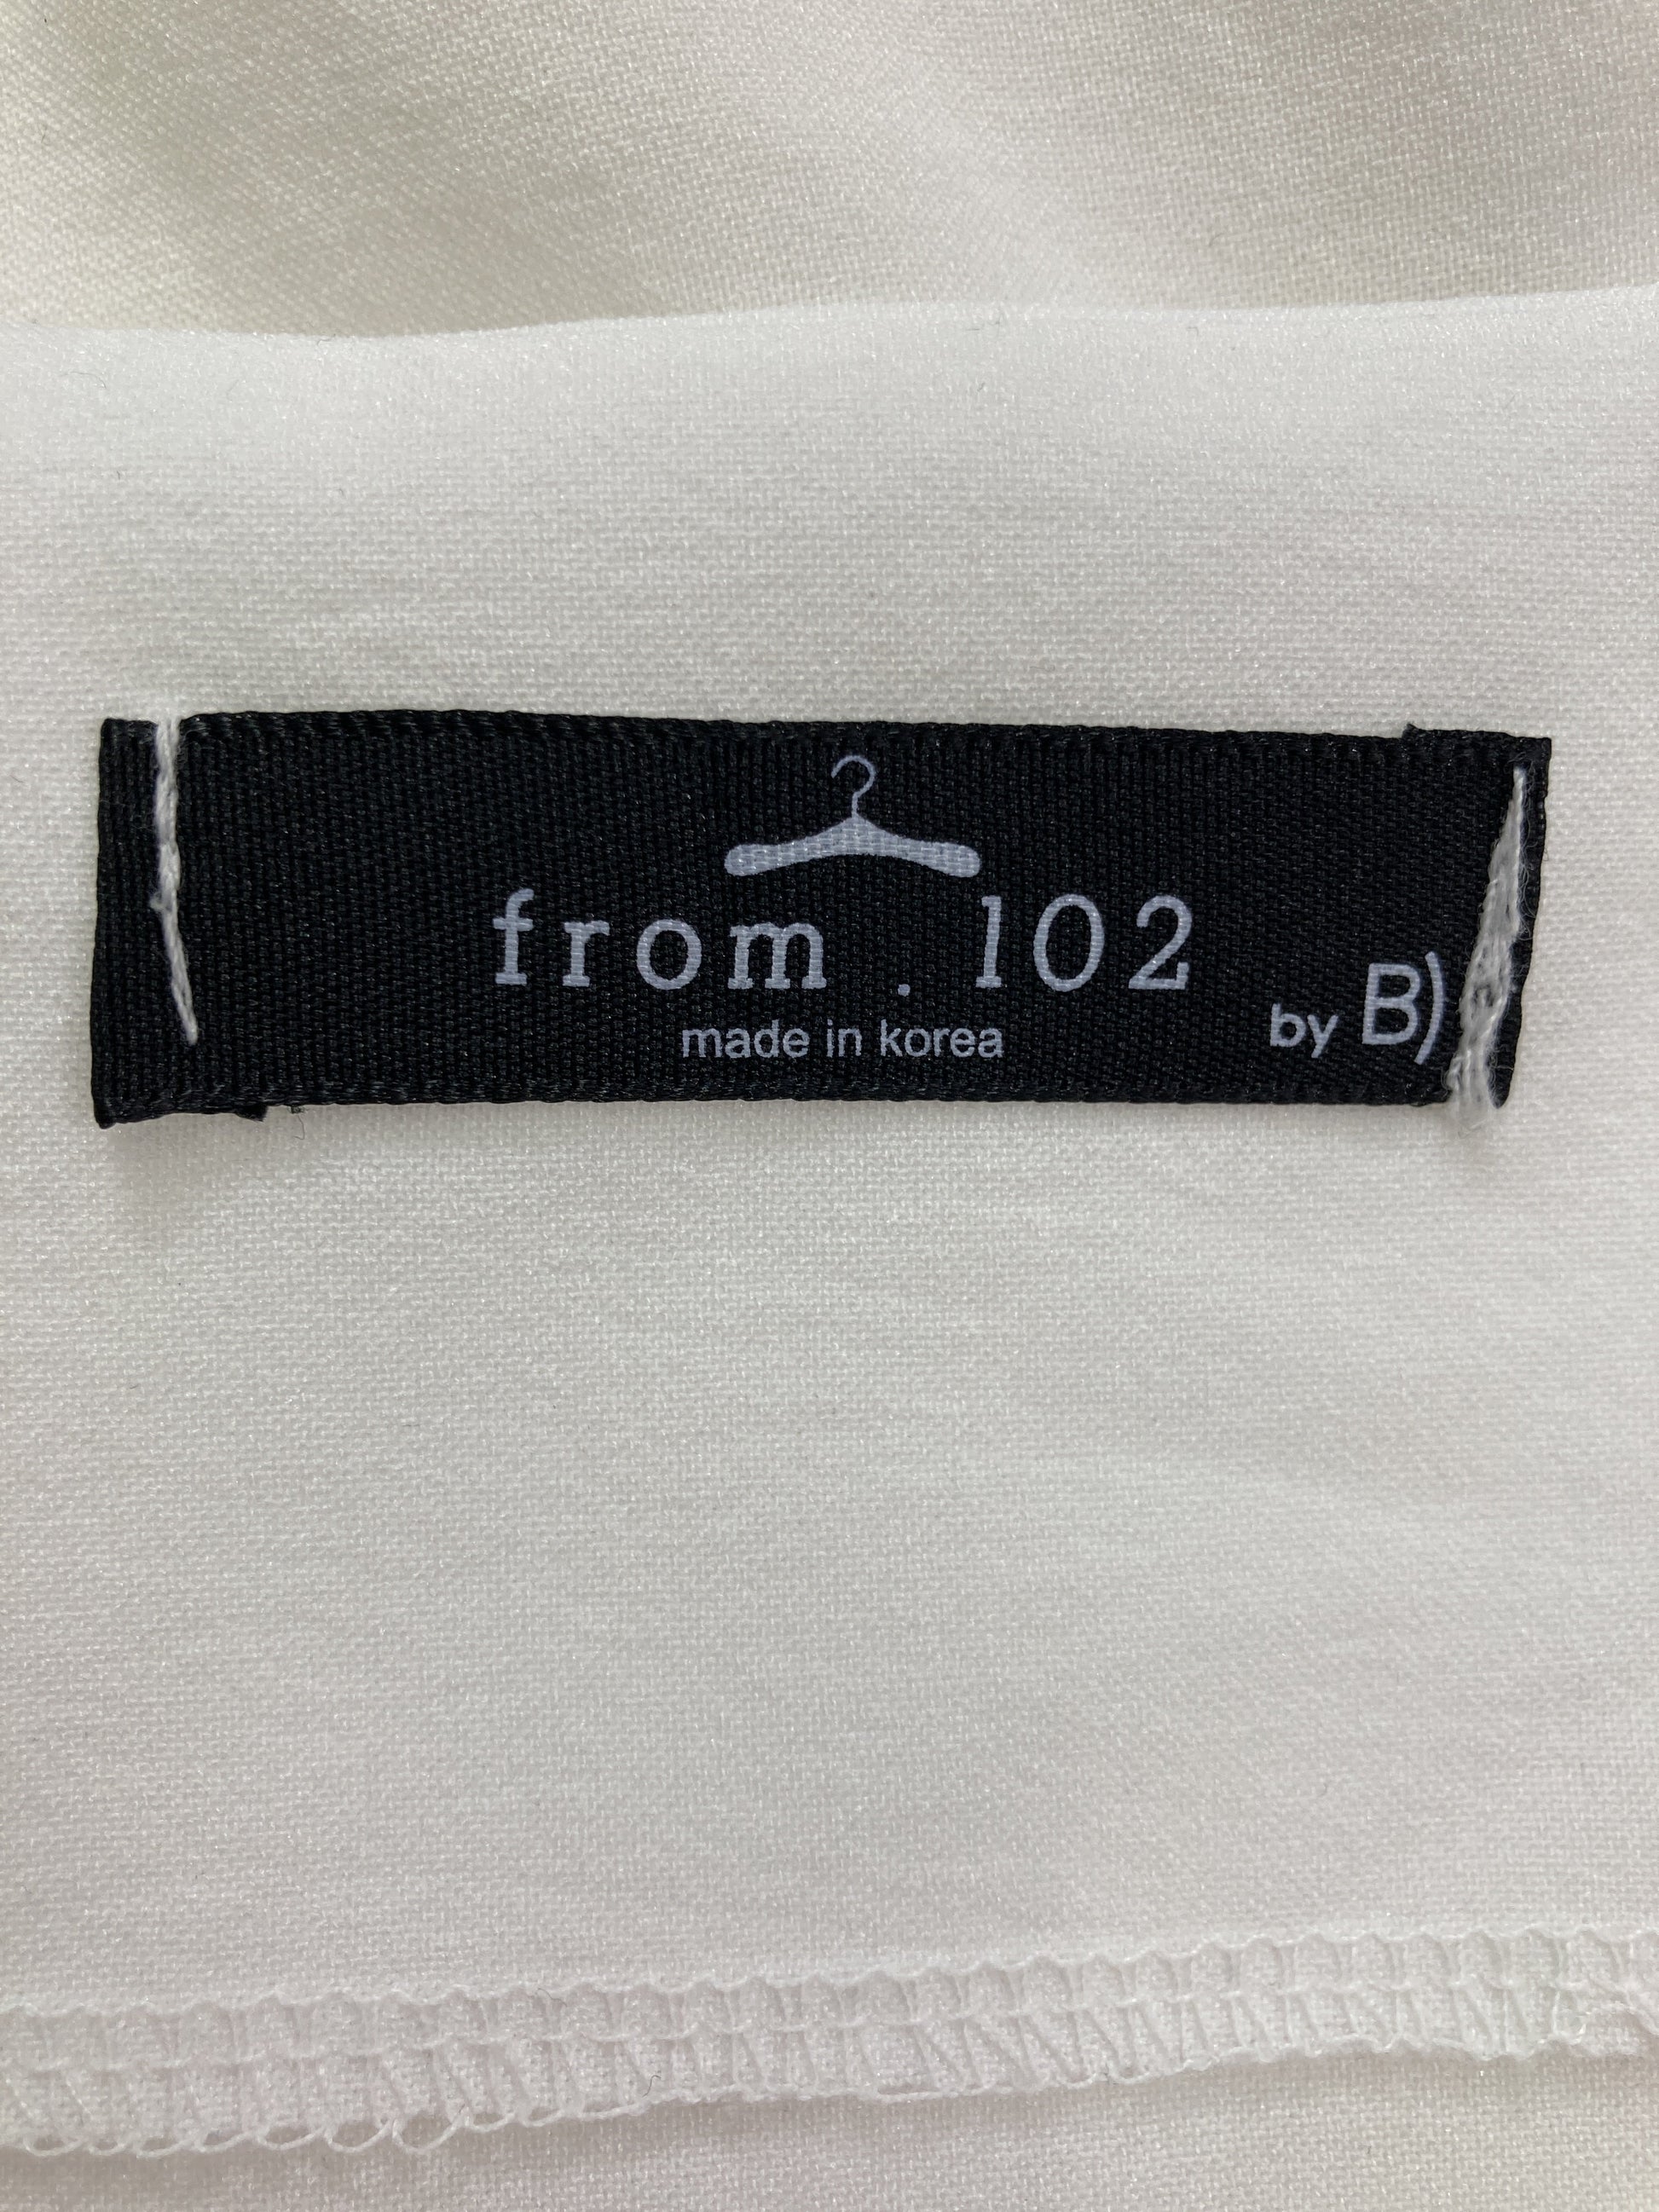 from . 102
made in korea
by B)